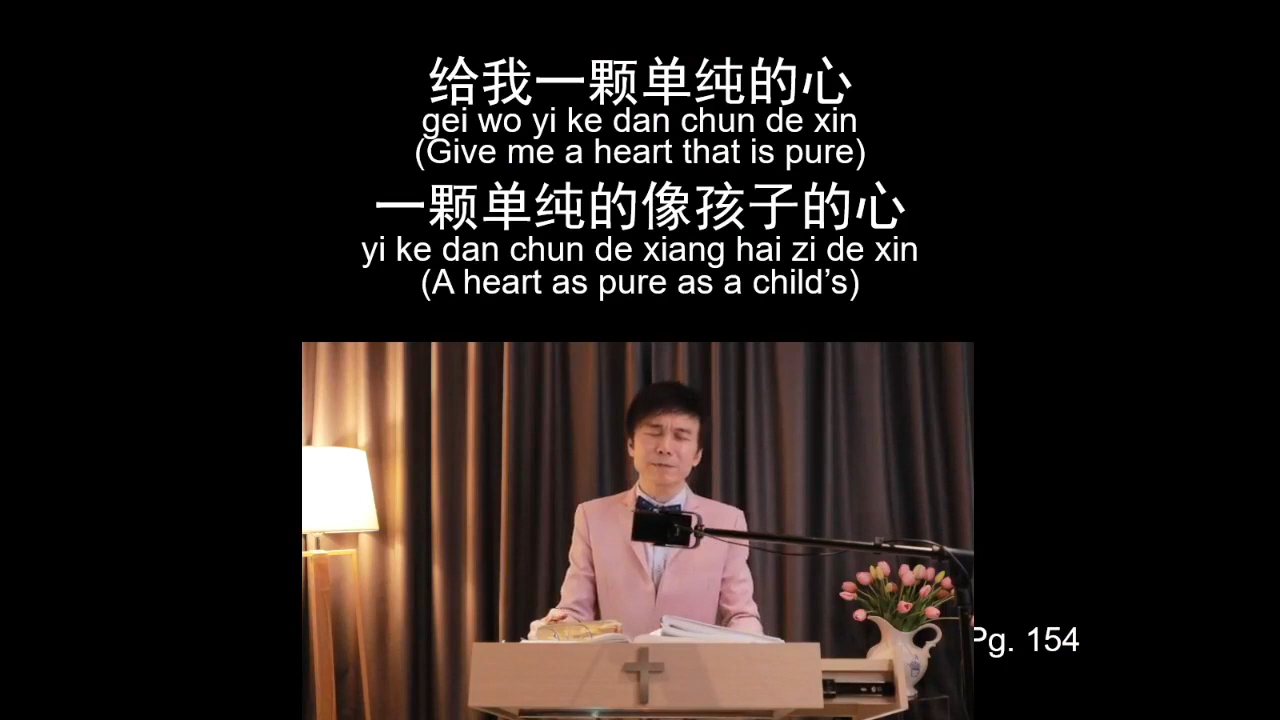 给我一颗单纯的心
gei wo yi ke dan chun de xin
(Give me a heart that is pure)
一颗单纯的像孩子的心
yi ke dan chun de xiang hai zi de xin
(A heart as pure as a child’s)
Pg. 154